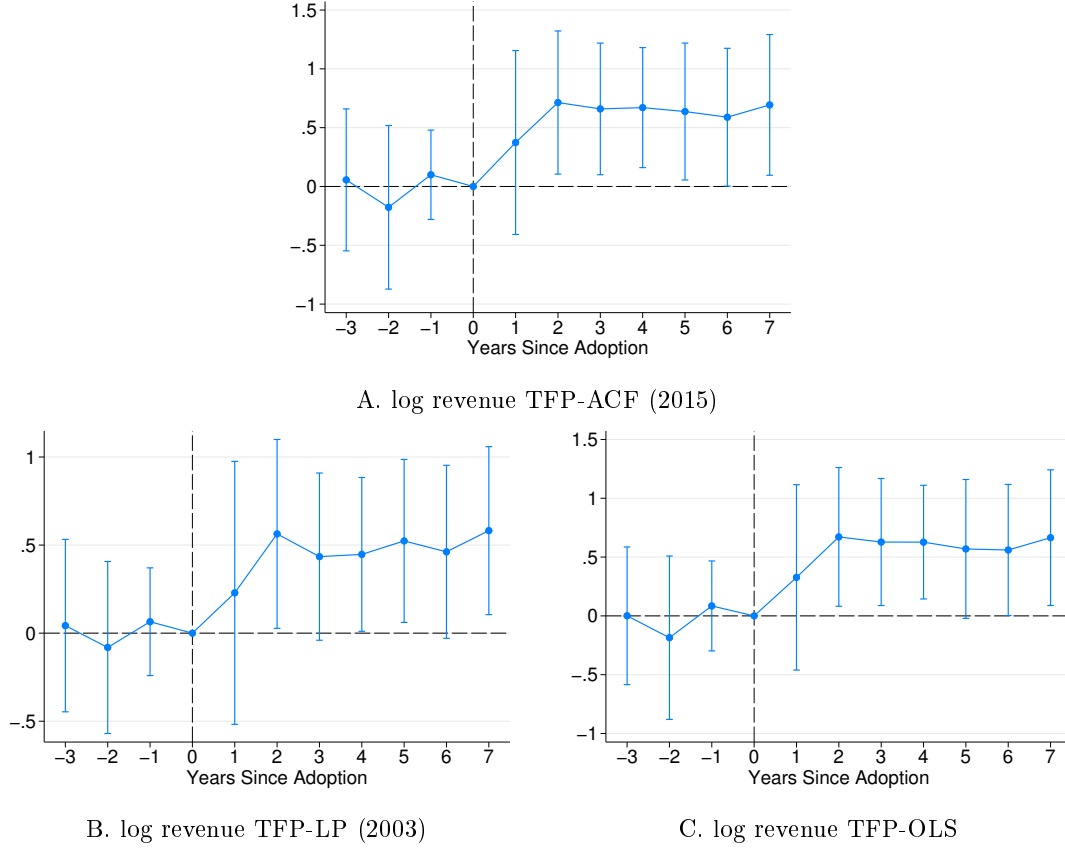 1.5
1
.5
0
−.5
−1
−3 −2 −1 0 1 2 3 4 5 6 7
Years Since Adoption
A. log revenue TFP-ACF (2015)
1
.5
0
−.5
−3 −2 −1 0 1 2 3 4 5 6 7
Years Since Adoption
B. log revenue TFP-LP (2003)
1.5
1
.5
0
−.5
−1
−3 −2 −1 0 1 2 3 4 5 6 7
Years Since Adoption
C. log revenue TFP-OLS